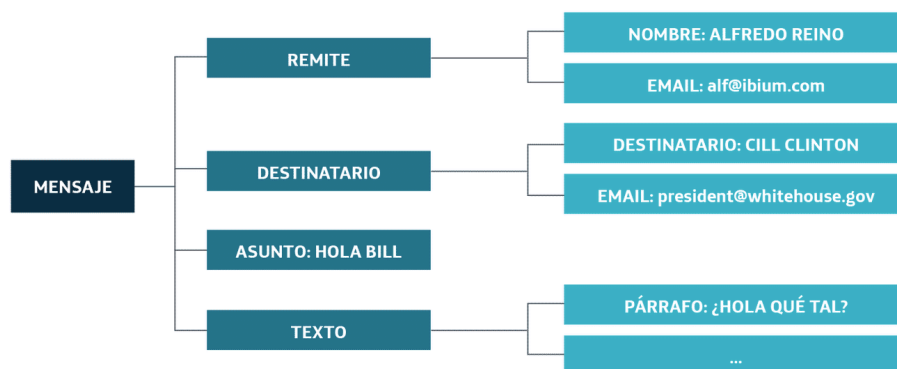 MENSAJE
REMITE
NOMBRE: ALFREDO REINO
EMAIL: alf@ibium.com
DESTINATARIO
DESTINATARIO: CILL CLINTON
EMAIL: president@whitehouse.gov
ASUNTO: HOLA BILL
TEXTO
PÁRRAFO: ¿HOLA QUÉ TAL?
...